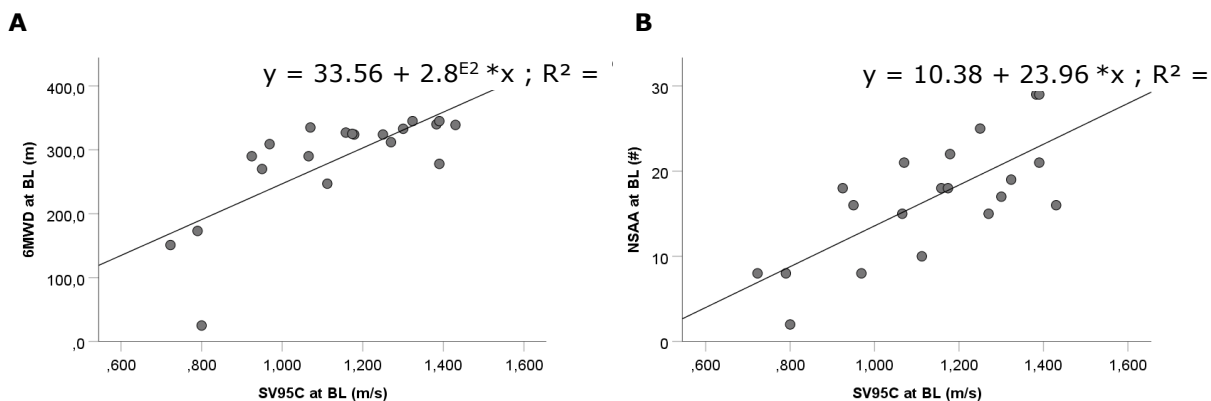 A
y = 33.56 + 2.8E2 *x ; R² =
400,0
300,0
200,0
100,0
,0
6MWD at BL (m)
,600 ,800 1,000 1,200 1,400 1,600
SV95C at BL (m/s)
B
y = 10.38 + 23.96 *x ; R² =
30
20
10
0
NSAA at BL (#)
,600 ,800 1,000 1,200 1,400 1,600
SV95C at BL (m/s)